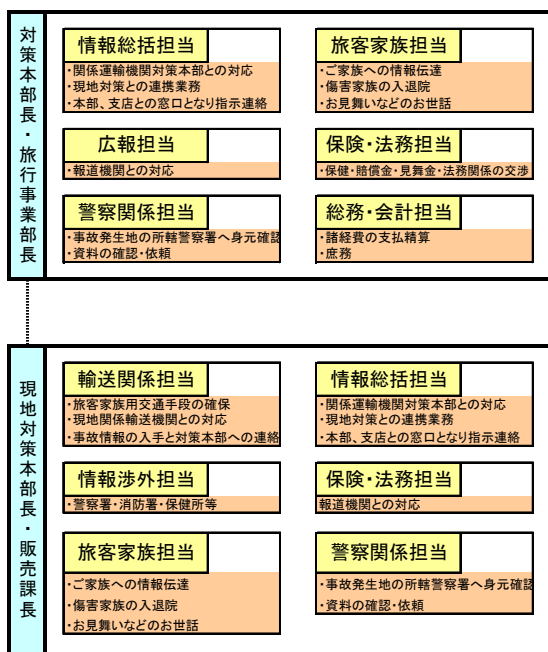 対策本部長・旅行事業部長
情報総括担当
・関係運輸機関対策本部との対応
・現地対策との連携業務
・本部、支店との窓口となり指示連絡
旅客家族担当
・ご家族への情報伝達
・傷害家族の入退院
・お見舞いなどのお世話
広報担当
・報道機関との対応
保険・法務担当
・保健・賠償金・見舞金・法務関係の交渉
警察関係担当
・事故発生地の所轄警察署へ身元確認
・資料の確認・依頼
総務・会計担当
・諸経費の支払精算
・庶務
現地対策本部長・販売課長
輸送関係担当
・旅客家族用交通手段の確保
・現地関係輸送機関との対応
・事故情報の入手と対策本部への連絡
情報総括担当
・関係運輸機関対策本部との対応
・現地対策との連携業務
・本部、支店との窓口となり指示連絡
情報渉外担当
・警察署・消防署・保健所等
保険・法務担当
報道機関との対応
旅客家族担当
・ご家族への情報伝達
・傷害家族の入退院
・お見舞いなどのお世話
警察関係担当
・事故発生地の所轄警察署へ身元確認
・資料の確認・依頼